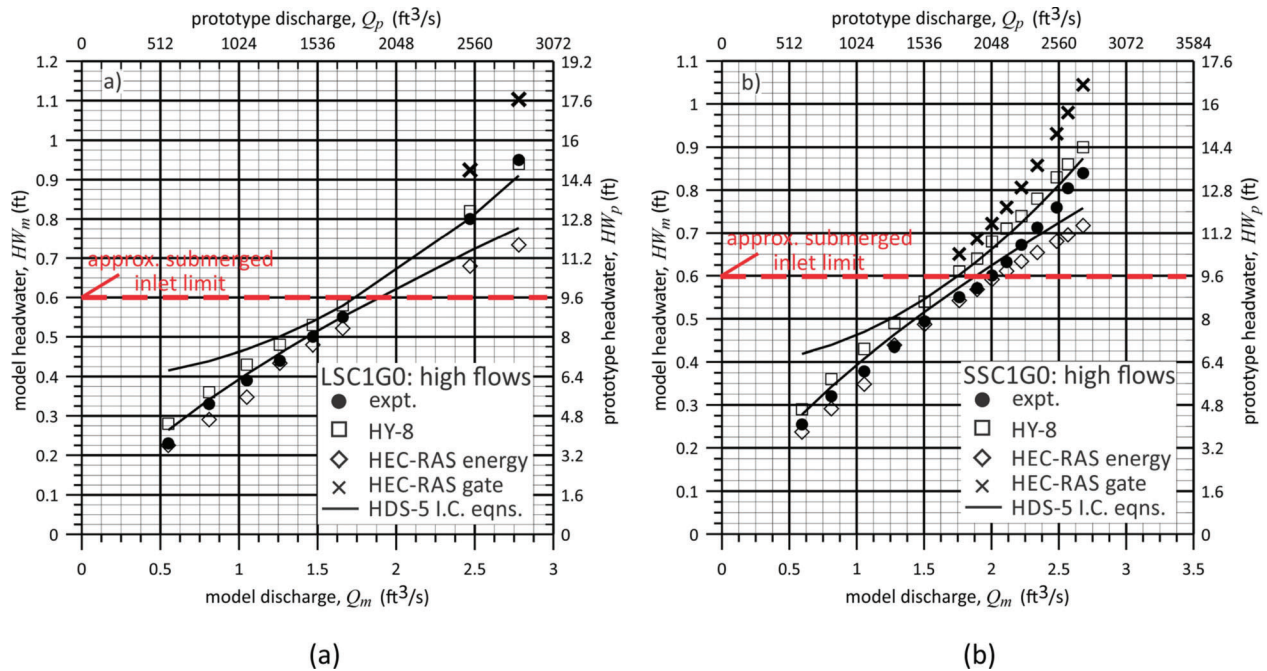 prototype discharge, Qp (ft3/s)
0 512 1024 1536 2048 2560 3072
a)
1.2
1.1
1
0.9
0.8
0.7
0.6
0.5
0.4
0.3
0.2
0.1
0
model headwater, HWm (ft)
19.2
17.6
16
14.4
12.8
11.2
9.6
8
6.4
4.8
3.2
1.6
0
prototype headwater, HWp (ft)
approx. submerged
inlet limit
LSC1G0: high flows
expt.
HY-8
HEC-RAS energy
HEC-RAS gate
HDS-5 I.C. eqns.
0 0.5 1 1.5 2 2.5 3
model discharge, Qm (ft3/s)
(a)
prototype discharge, Qp (ft3/s)
0 512 1024 1536 2048 2560 3072 3584
b)
1.1
1
0.9
0.8
0.7
0.6
0.5
0.4
0.3
0.2
0.1
0
model headwater, HWm (ft)
17.6
16
14.4
12.8
11.2
9.6
8
6.4
4.8
3.2
1.6
0
prototype headwater, HWp (ft)
approx. submerged
inlet limit
SSC1G0: high flows
expt.
HY-8
HEC-RAS energy
HEC-RAS gate
HDS-5 I.C. eqns.
0 0.5 1 1.5 2 2.5 3 3.5
model discharge, Qm (ft3/s)
(b)